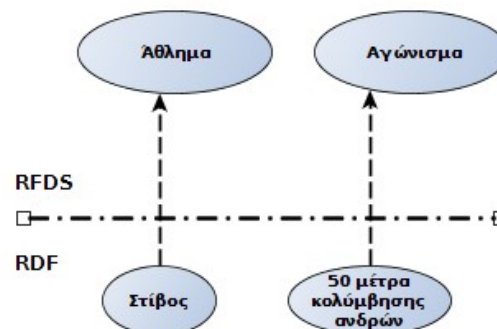 Άθλημα
Αγώνισμα
RFDS
RDF
Στίβος
50 μέτρα
κολύμβησης
ανδρών